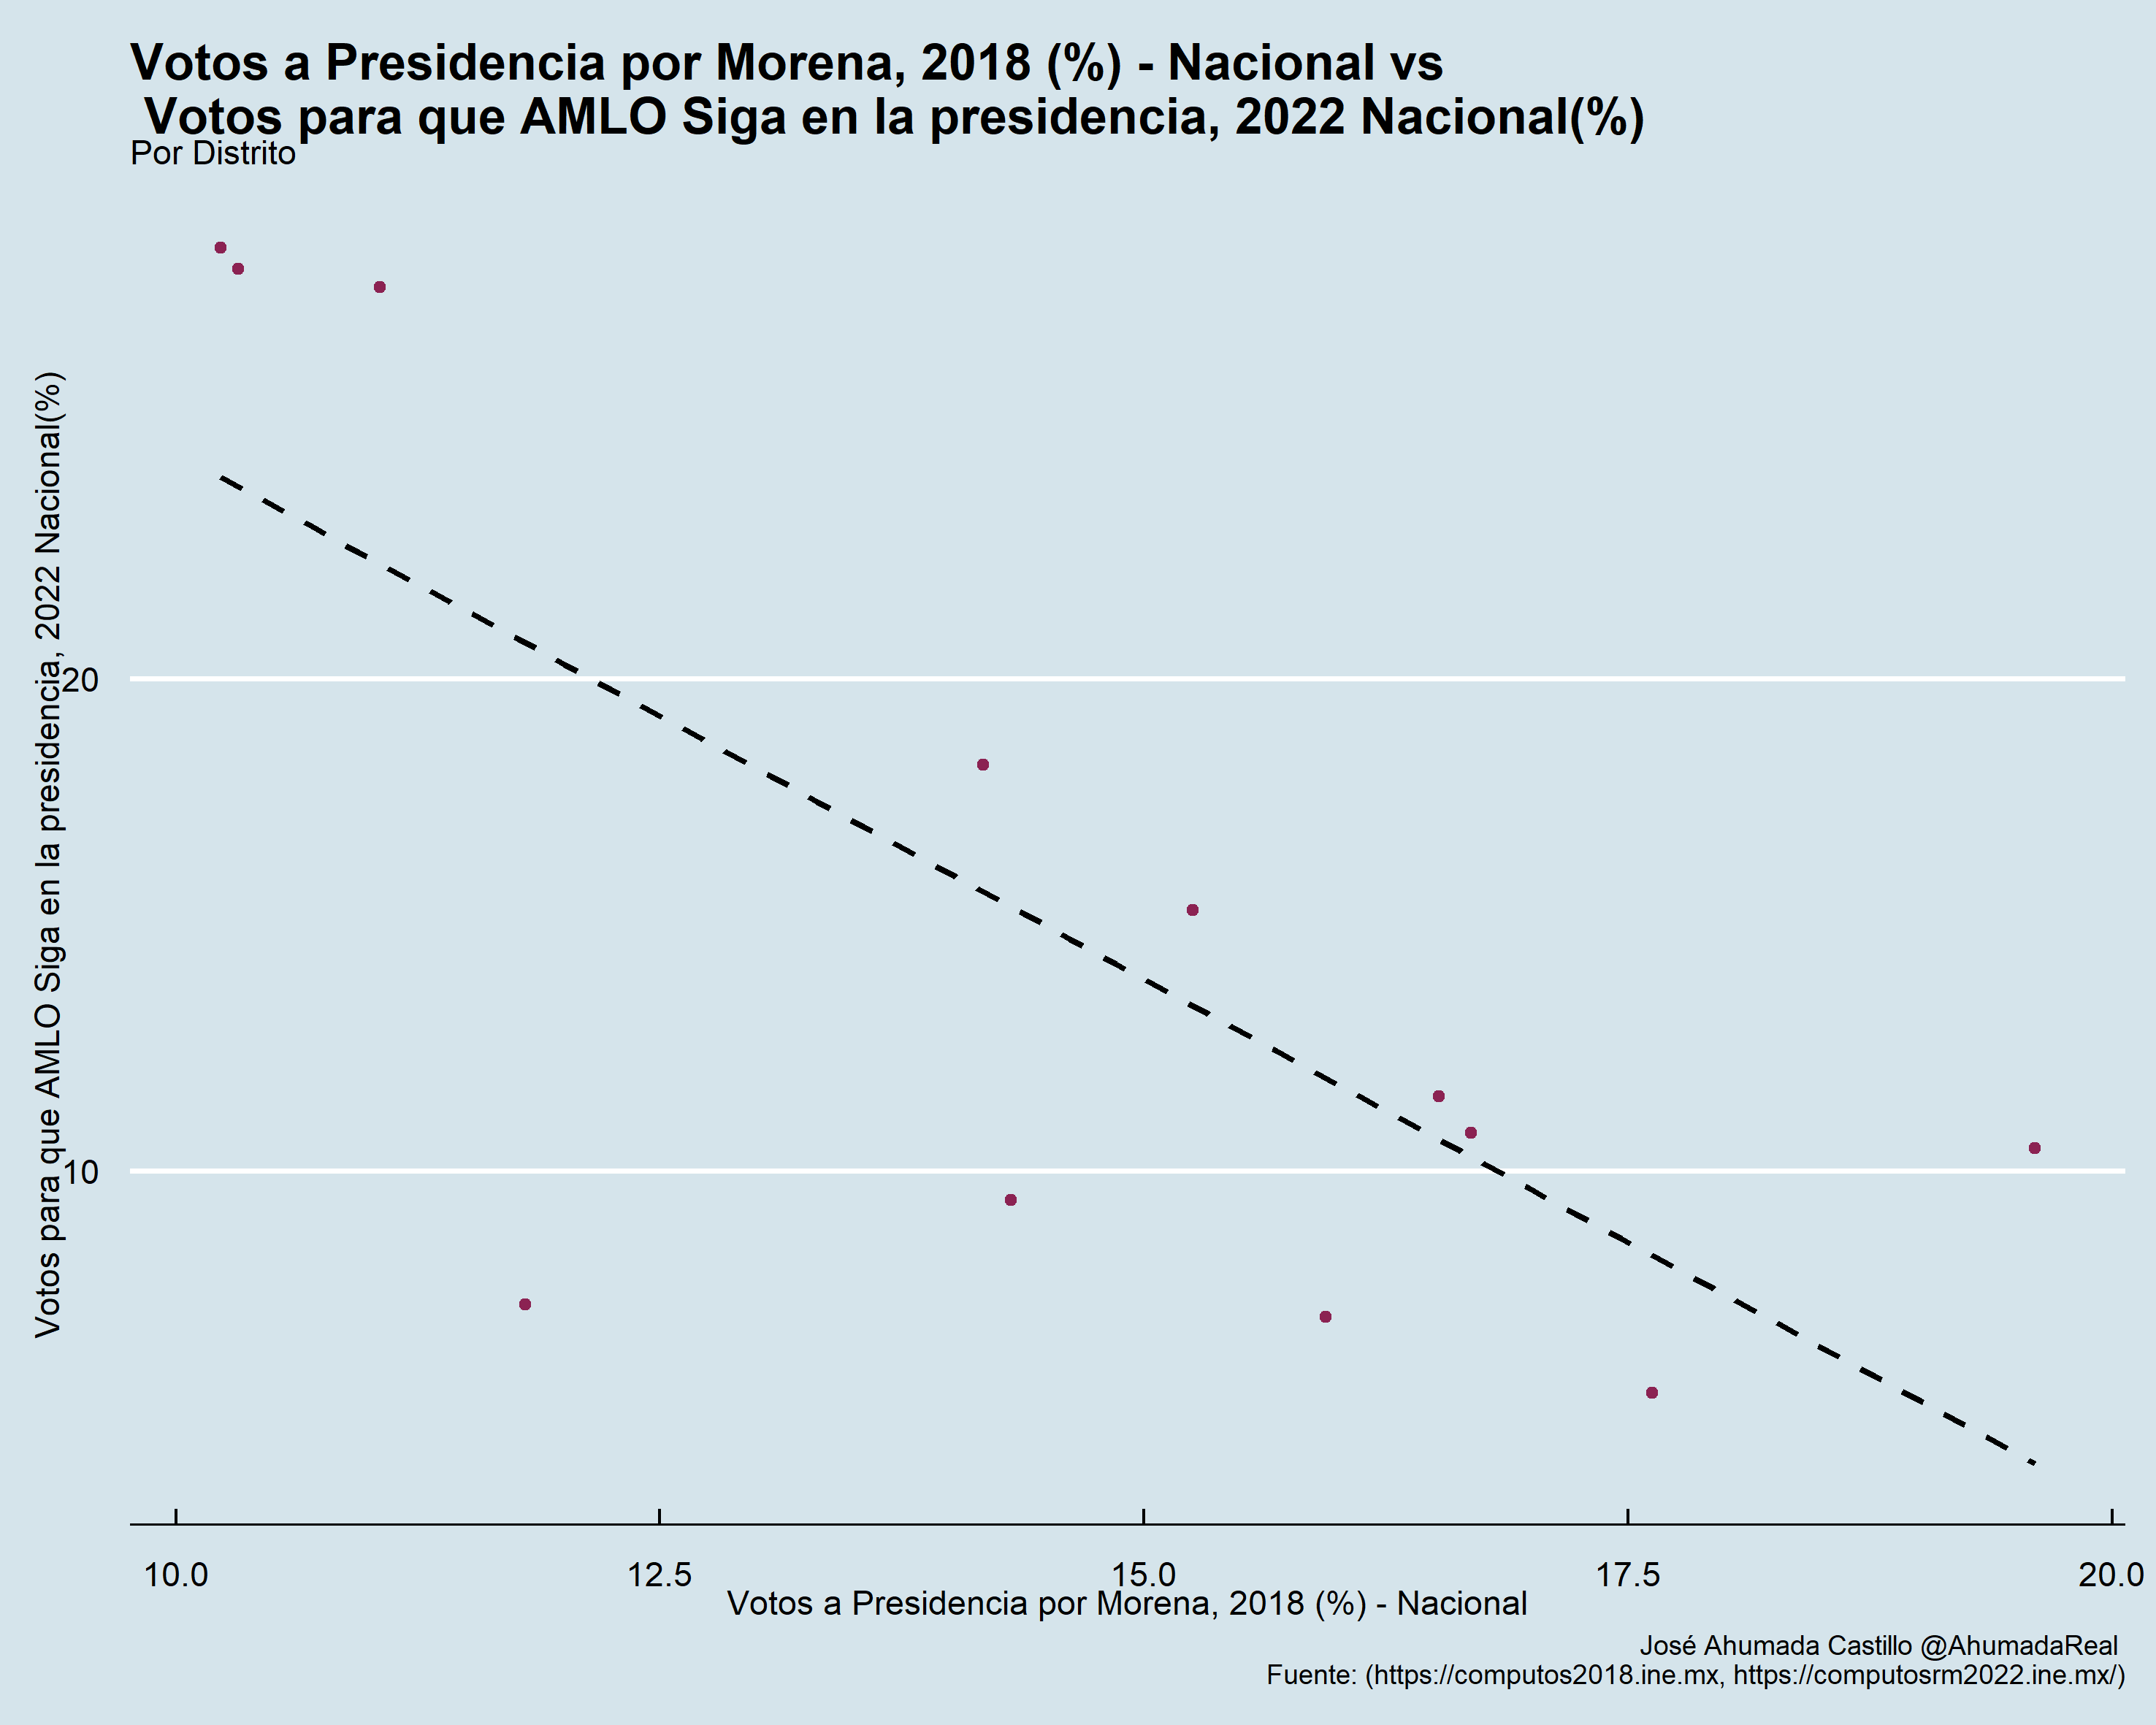 Votos a Presidencia por Morena, 2018 (%) - Nacional vs
Votos para que AMLO Siga en la presidencia, 2022 Nacional(%)
Por Distrito
Votos para que AMLO Siga en la presidencia, 2022 Nacional(%)
20
10
10.0 12.5 15.0 17.5 20.0
Votos a Presidencia por Morena, 2018 (%) - Nacional
José Ahumada Castillo @AhumadaReal
Fuente: (https://computos2018.ine.mx, https://computosrm2022.ine.mx/)